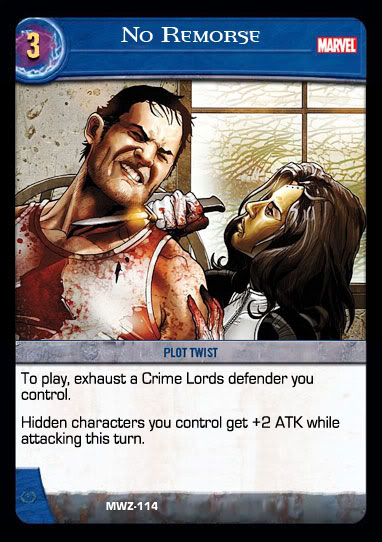 3
No Remorse
MARVEL
PLOT TWIST
To play, exhaust a Crime Lords defender you
control.
Hidden characters you control get +2 ATK while
attacking this turn.
MWZ-114